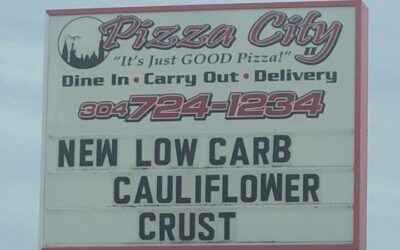 Pizza City
II
"It's Just GOOD Pizza!"
Dine In • Carry Out • Delivery
304 724-1234
NEW LOW CARB
CAULIFLOWER
CRUST